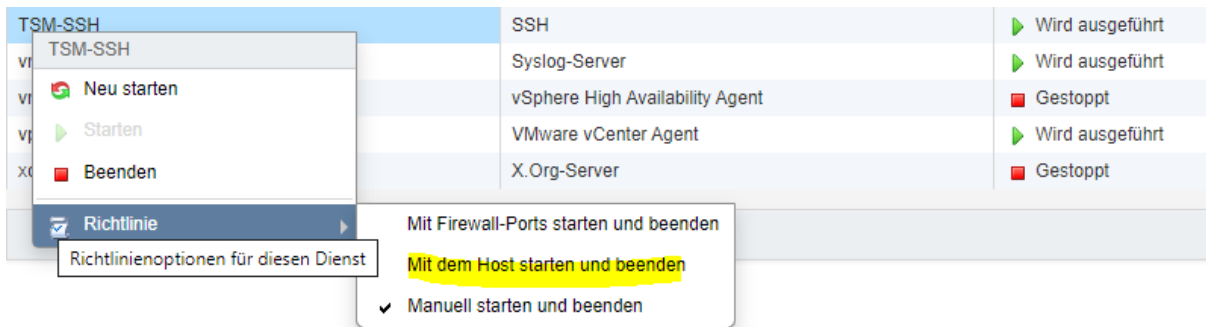 TSM-SSH SSH Wird ausgeführt
TSM-SSH
Syslog-Server Wird ausgeführt
Neu starten
vSphere High Availability Agent Gestoppt
Starten
VMware vCenter Agent Wird ausgeführt
Beenden
X.Org-Server Gestoppt
Richtlinie
Mit Firewall-Ports starten und beenden
Richtlinienoptionen für diesen Dienst
Mit dem Host starten und beenden
Manuell starten und beenden